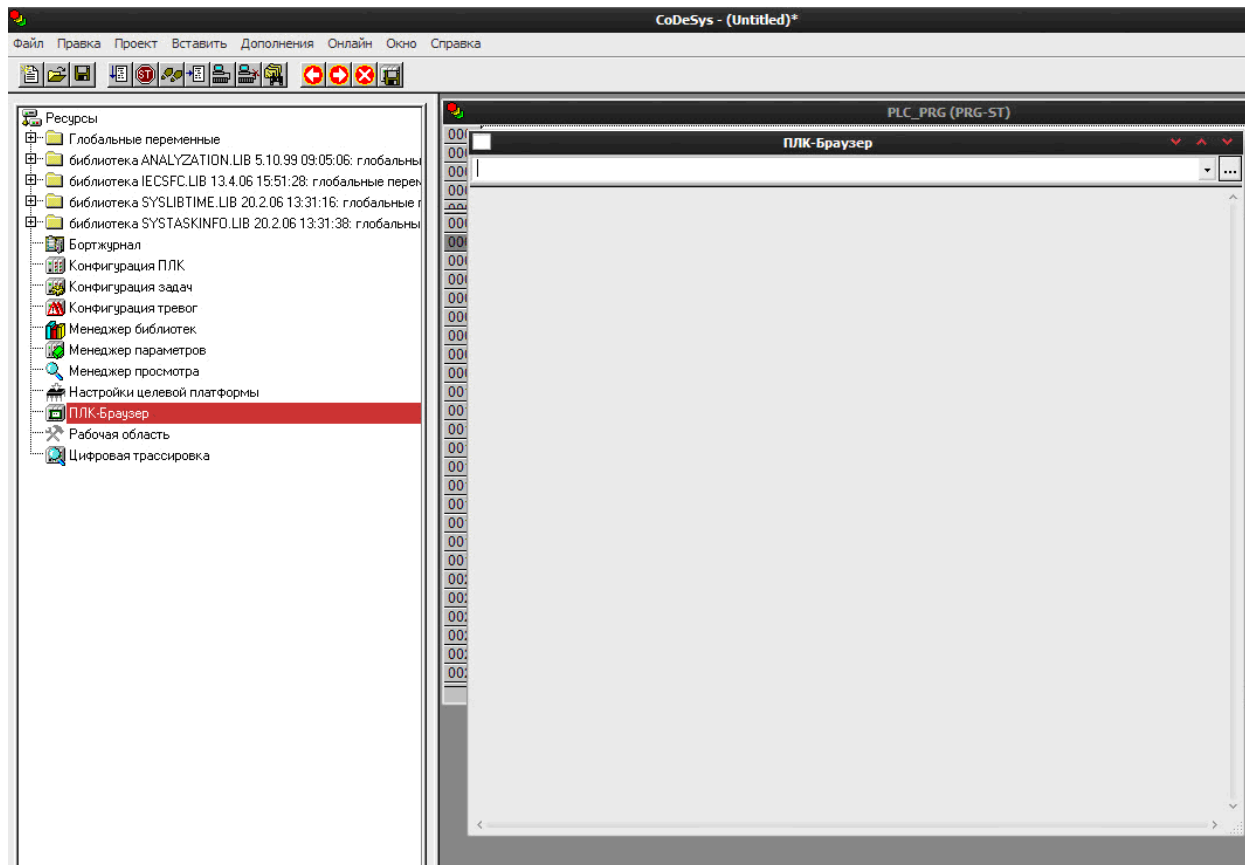 CoDeSys - (Untitled)*
Файл Правка Проект Вставить Дополнения Онлайн Окно Справка
ST
Ресурсы
Глобальные переменные
библиотека ANALYZATION.LIB 5.10.99 09:05:06: глобальны
библиотека IECSFC.LIB 13.4.06 15:51:28: глобальные перем
библиотека SYSLIBTIME.LIB 20.2.06 13:31:16: глобальные п
библиотека SYSTASKINFO.LIB 20.2.06 13:31:38: глобальны
Бортжурнал
Конфигурация ПЛК
Конфигурация задач
Конфигурация тревог
Менеджер библиотек
Менеджер параметров
Менеджер просмотра
Настройки целевой платформы
ПЛК-Браузер
Рабочая область
Цифровая трассировка
PLC_PRG (PRG-ST)
ПЛК-Браузер
...